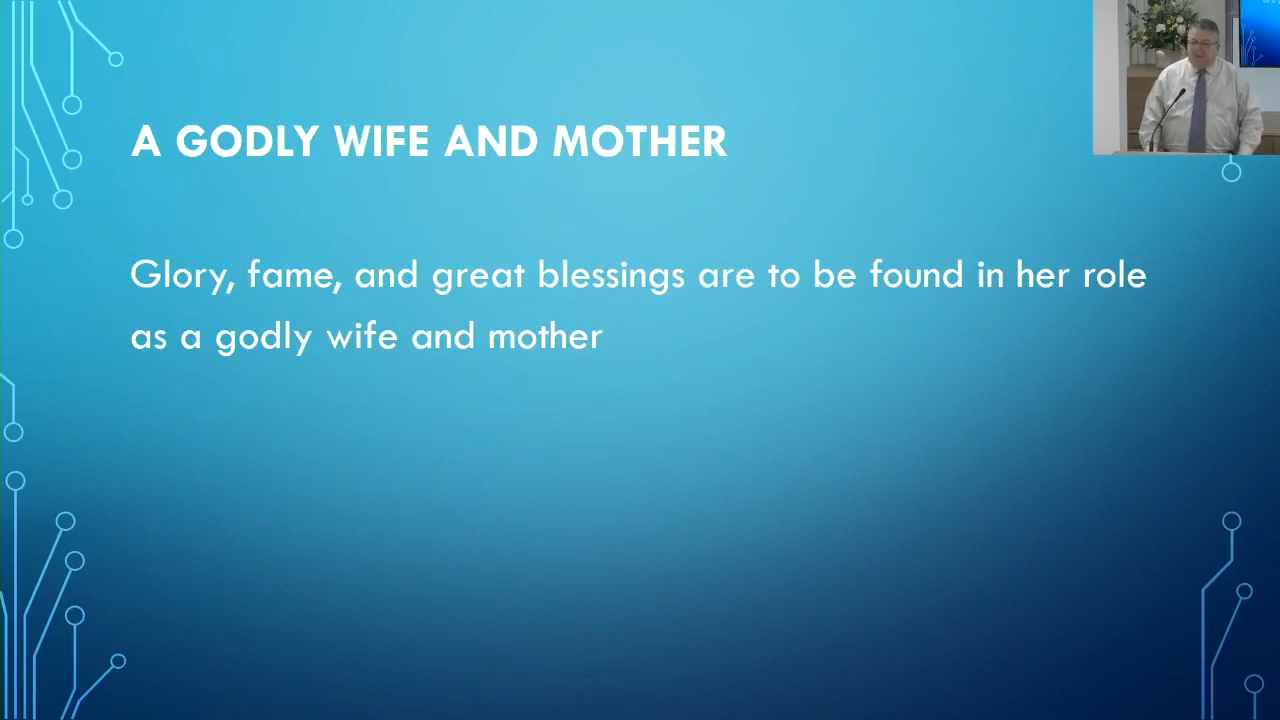 A GODLY WIFE AND MOTHER
Glory, fame, and great blessings are to be found in her role
as a godly wife and mother